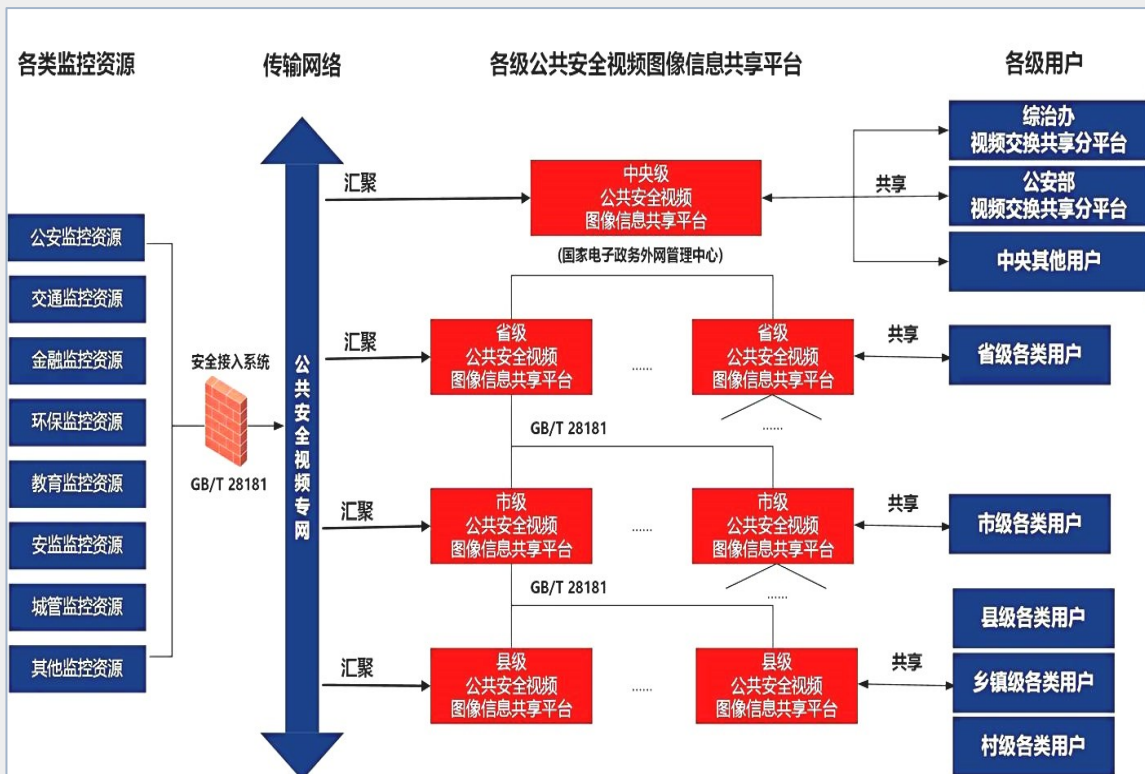 各类监控资源
传输网络
各级公共安全视频图像信息共享平台
各级用户
公安监控资源
交通监控资源
金融监控资源
环保监控资源
教育监控资源
安监监控资源
城管监控资源
其他监控资源
安全接入系统
GB/T 28181
公共安全视频专网
汇聚
中央级
公共安全视频
图像信息共享平台
(国家电子政务外网管理中心)
共享
综治办
视频交换共享分平台
公安部
视频交换共享分平台
中央其他用户
汇聚
省级
公共安全视频
图像信息共享平台
......
省级
公共安全视频
图像信息共享平台
......
共享
省级各类用户
GB/T 28181
汇聚
市级
公共安全视频
图像信息共享平台
......
市级
公共安全视频
图像信息共享平台
......
共享
市级各类用户
GB/T 28181
汇聚
县级
公共安全视频
图像信息共享平台
......
县级
公共安全视频
图像信息共享平台
共享
县级各类用户
乡镇级各类用户
村级各类用户